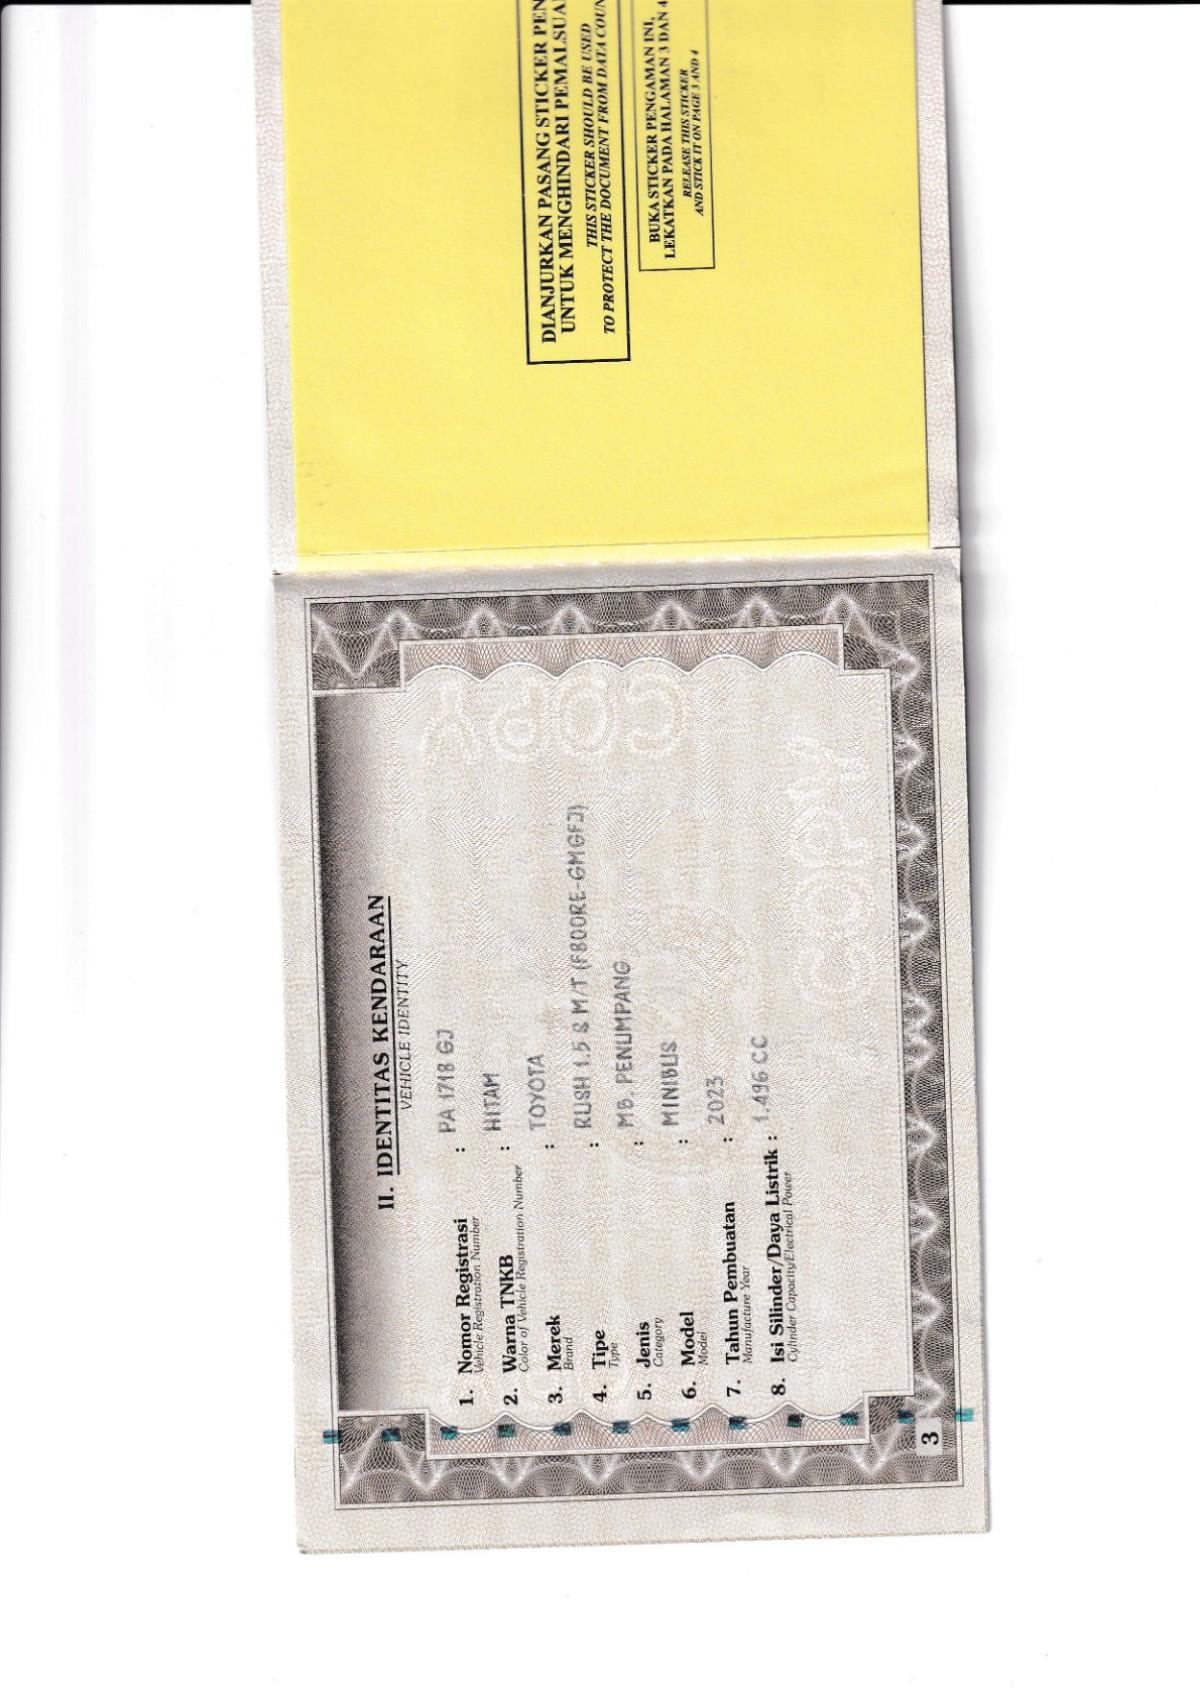 II. IDENTITAS KENDARAAN
VEHICLE IDENTITY
1. Nomor Registrasi : PA 1718 GJ
Vehicle Registration Number
2. Warna TNKB : HITAM
Color of Vehicle Registration Number
3. Merek : TOYOTA
Brand
4. Tipe : RUSH 1.5 S M/T (F800RE-GMGFJ)
Type
5. Jenis : MB. PENUMPANG
Category
6. Model : MINIBUS
Model
7. Tahun Pembuatan : 2023
Manufacture Year
8. Isi Silinder/Daya Listrik : 1.496 CC
Cylinder Capacity/Electrical Power
COPY
COPY
3
DIANJURKAN PASANG STICKER
UNTUK MENGHINDARI
THIS STICKER SHOULD BE USED
TO PROTECT THE DOCUMENT FROM DATA
BUKA STICKER PENGAMAN INI,
LEKATKAN PADA HALAMAN 3 DAN 4
RELEASE THIS STICKER
AND STICK IT ON PAGE 3 AND 4